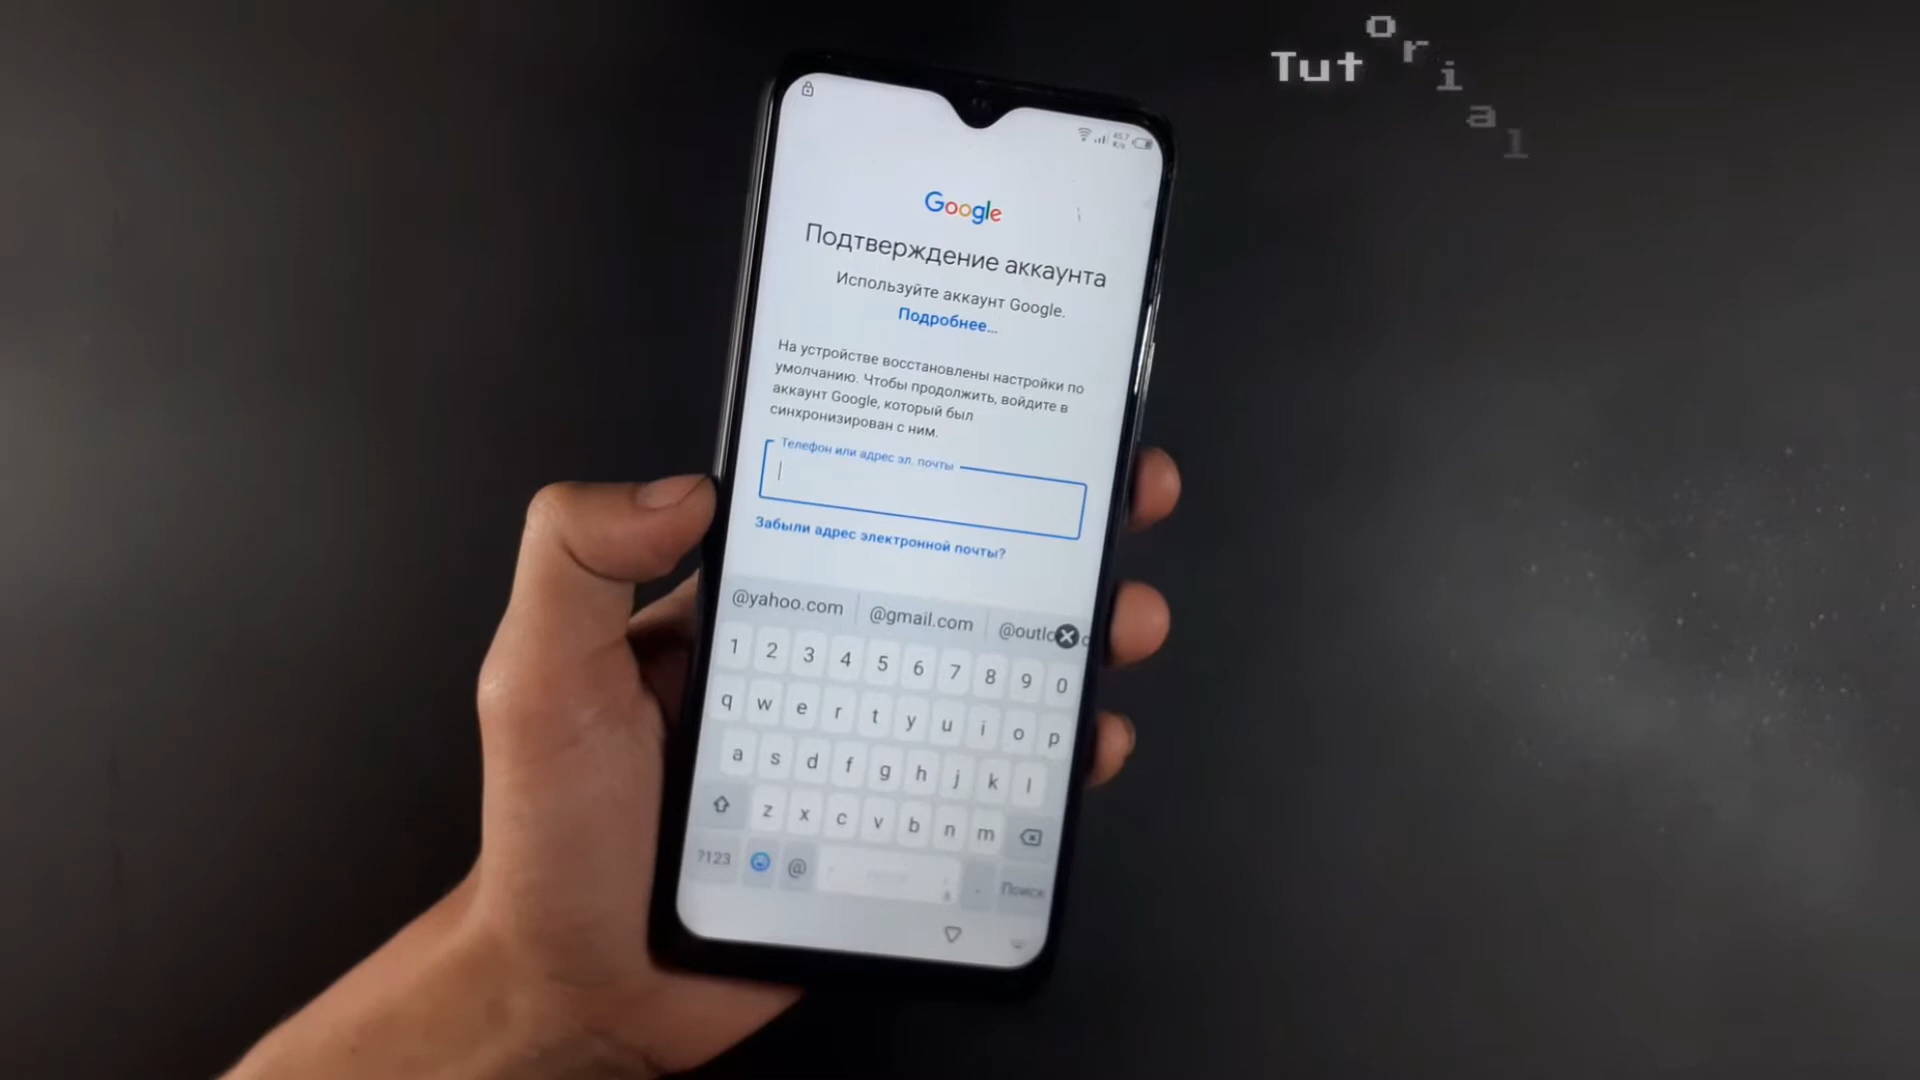 Tutorial
45.7
K/s
Google
Подтверждение аккаунта
Используйте аккаунт Google.
Подробнее...
На устройстве восстановлены настройки по
умолчанию. Чтобы продолжить, войдите в
аккаунт Google, который был
синхронизирован с ним.
Телефон или адрес эл. почты
Забыли адрес электронной почты?
@yahoo.com @gmail.com
1 2 3 4 5 6 7 8 9 0
q w e r t y u i o p
a s d f g h j k l
z x c v b n m
?123 @ . Поиск